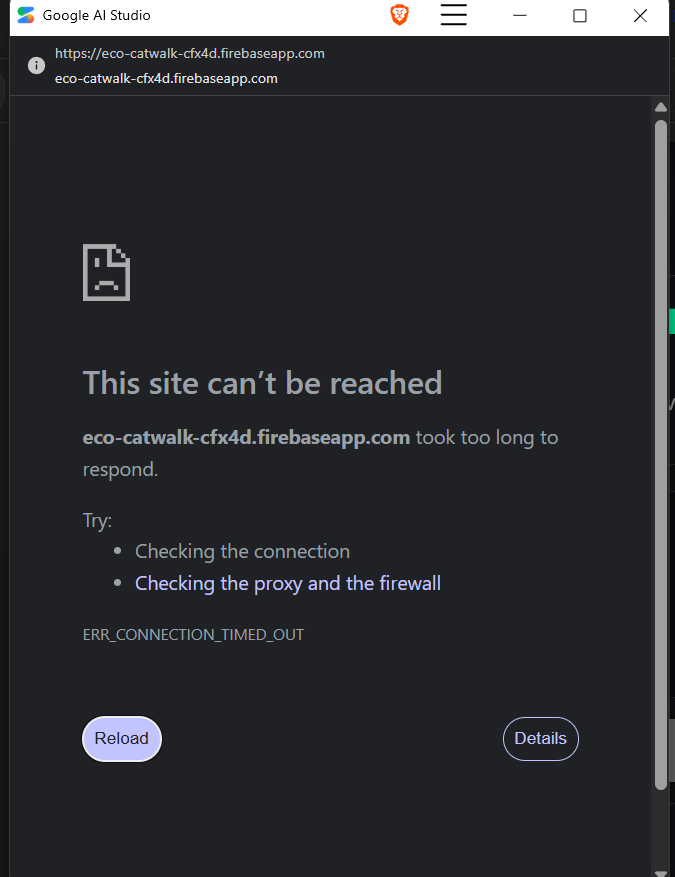 Google AI Studio
https://eco-catwalk-cfx4d.firebaseapp.com
eco-catwalk-cfx4d.firebaseapp.com
This site can’t be reached
eco-catwalk-cfx4d.firebaseapp.com took too long to
respond.
Try:
Checking the connection
Checking the proxy and the firewall
ERR_CONNECTION_TIMED_OUT
Reload
Details